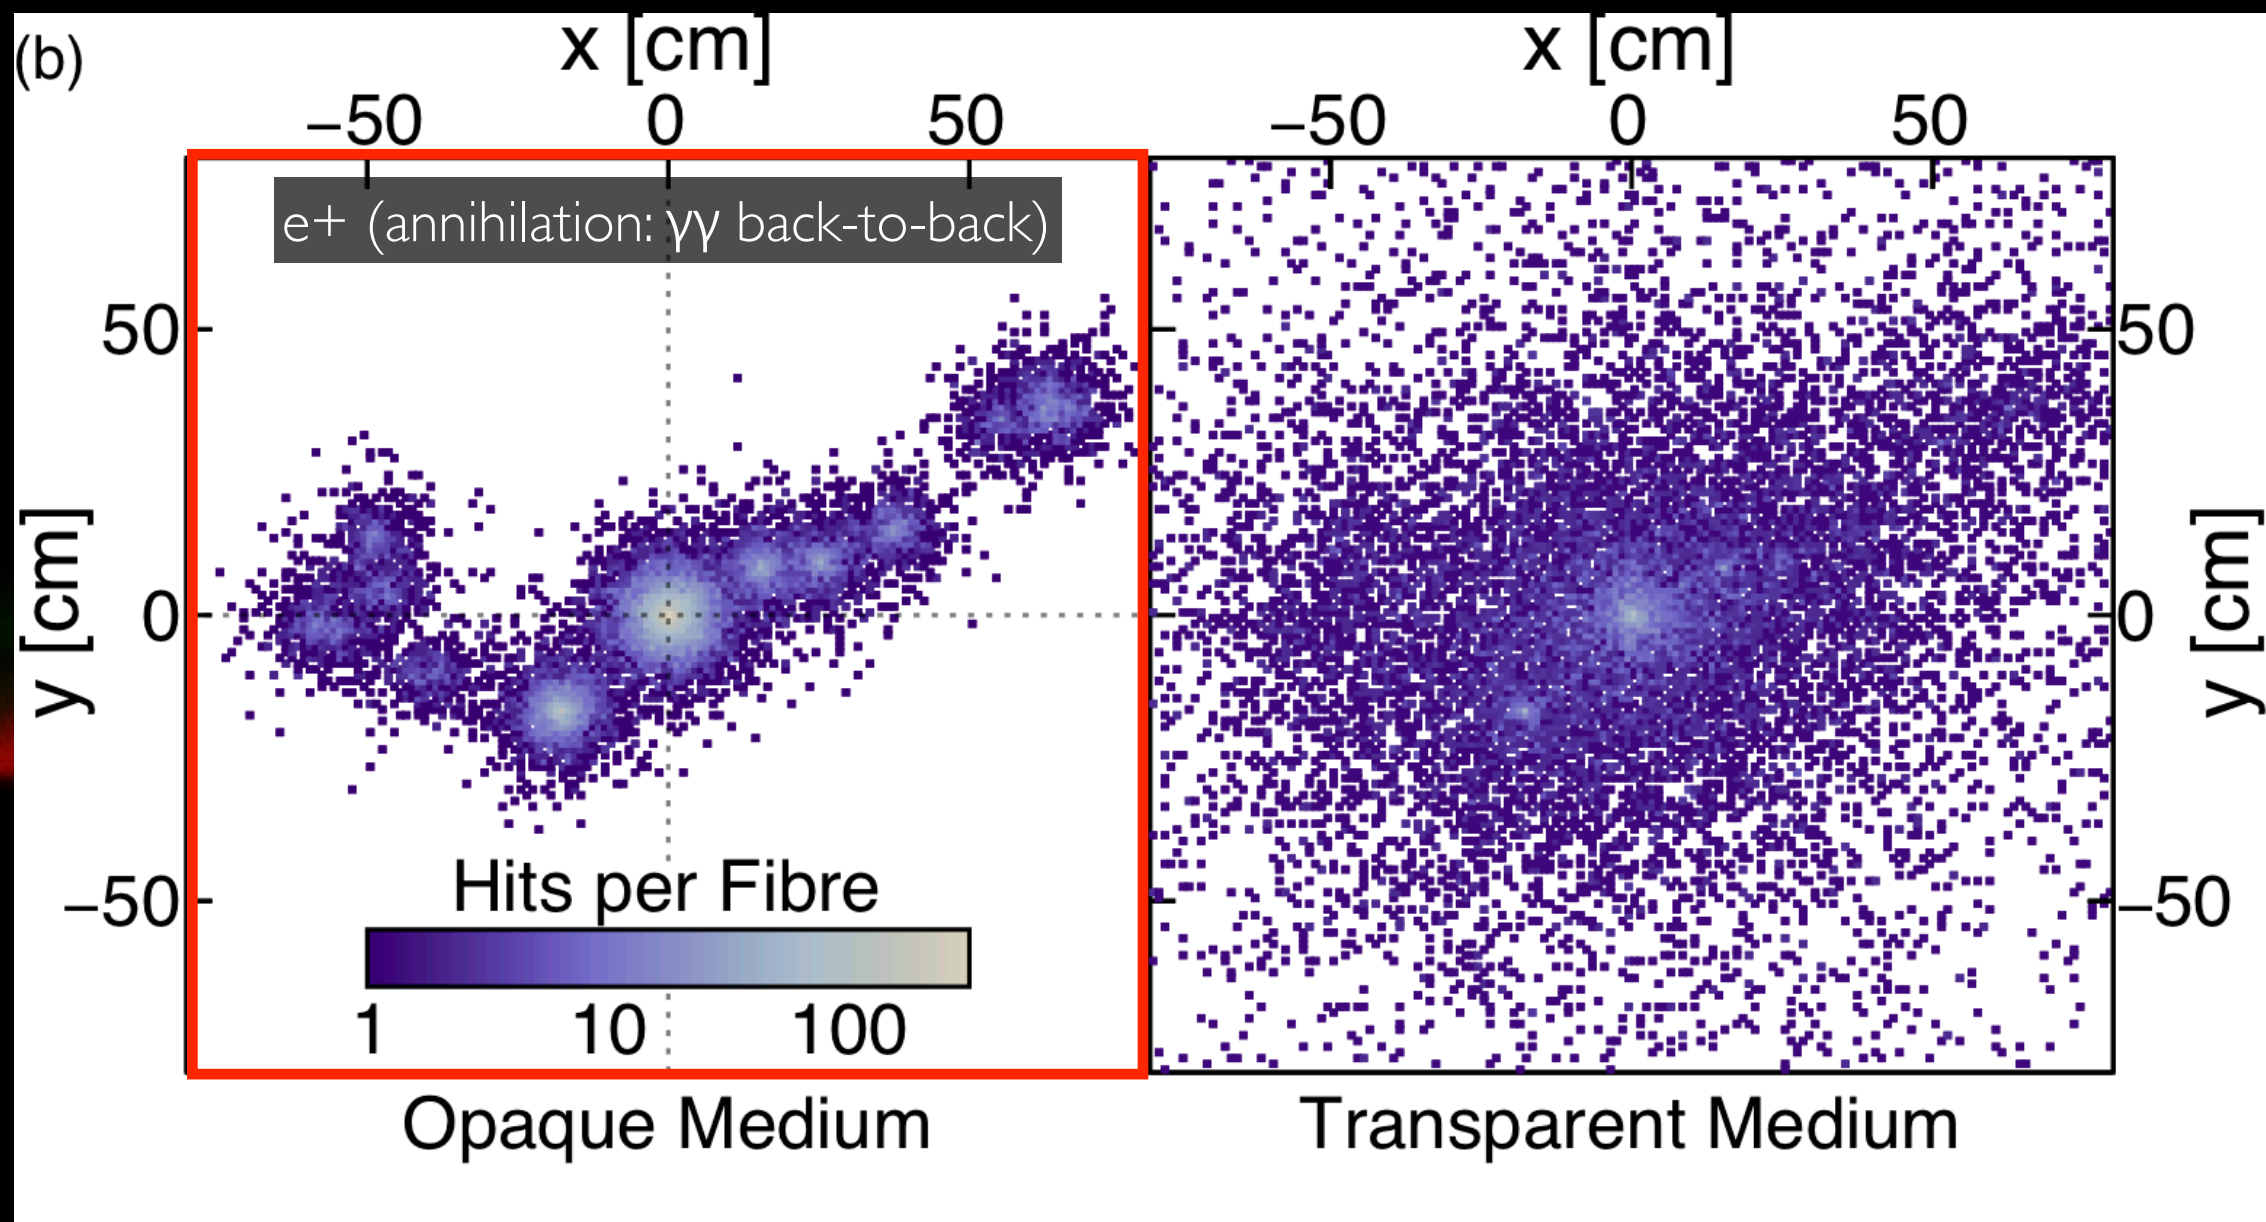 (b)
x [cm]
x [cm]
−50 0 50
−50 0 50
e+ (annihilation: γγ back-to-back)
50
0
−50
y [cm]
50
0
−50
y [cm]
Hits per Fibre
1 10 100
Opaque Medium
Transparent Medium